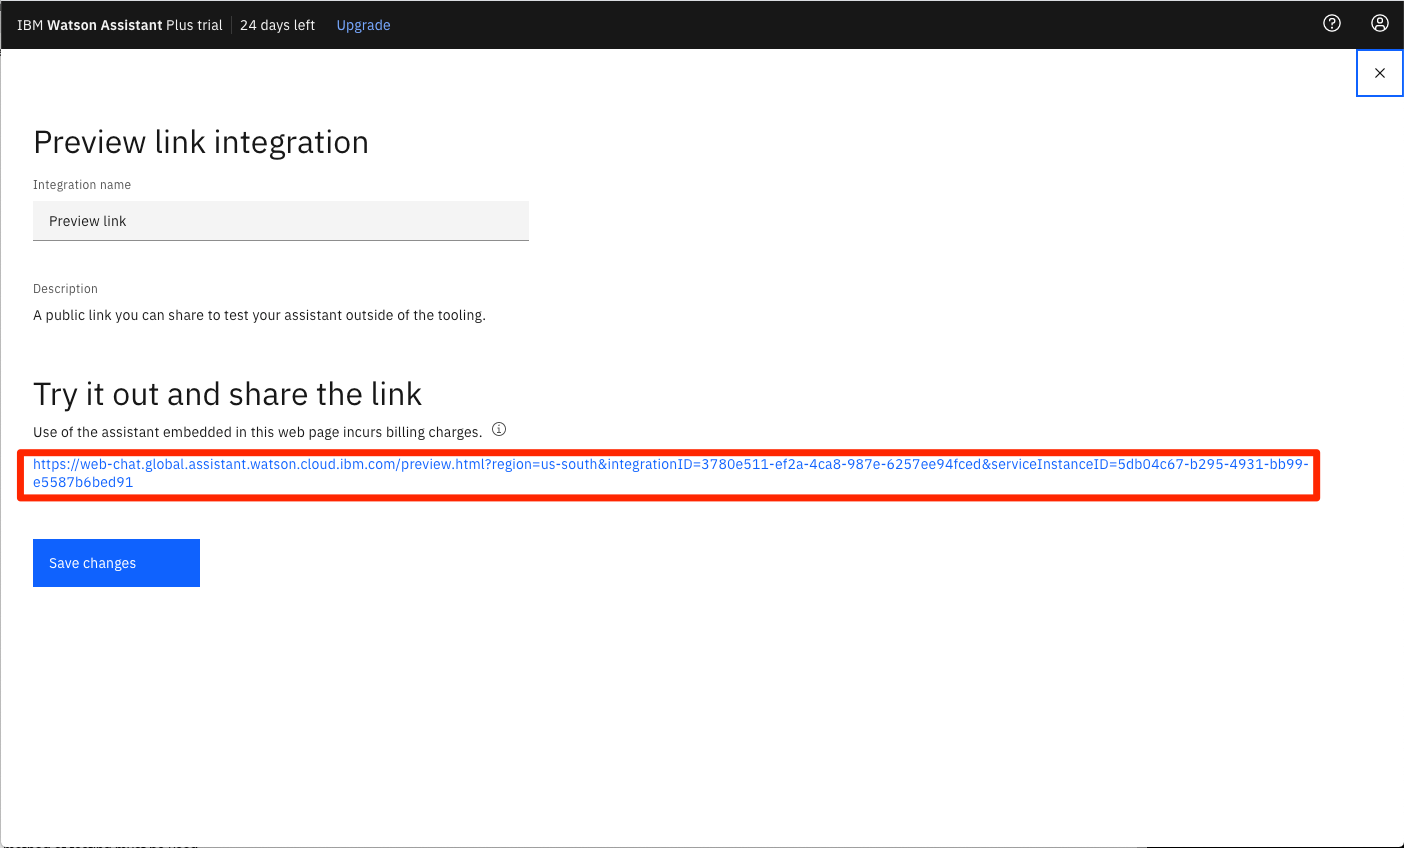 IBM Watson Assistant Plus trial 24 days left Upgrade
Preview link integration
Integration name
Preview link
Description
A public link you can share to test your assistant outside of the tooling.
Try it out and share the link
Use of the assistant embedded in this web page incurs billing charges.
https://web-chat.global.assistant.watson.cloud.ibm.com/preview.html?region=us-south&integrationID=3780e511-ef2a-4ca8-987e-6257ee94fced&serviceInstanceID=5db04c67-b295-4931-bb99-
e5587b6bed91
Save changes